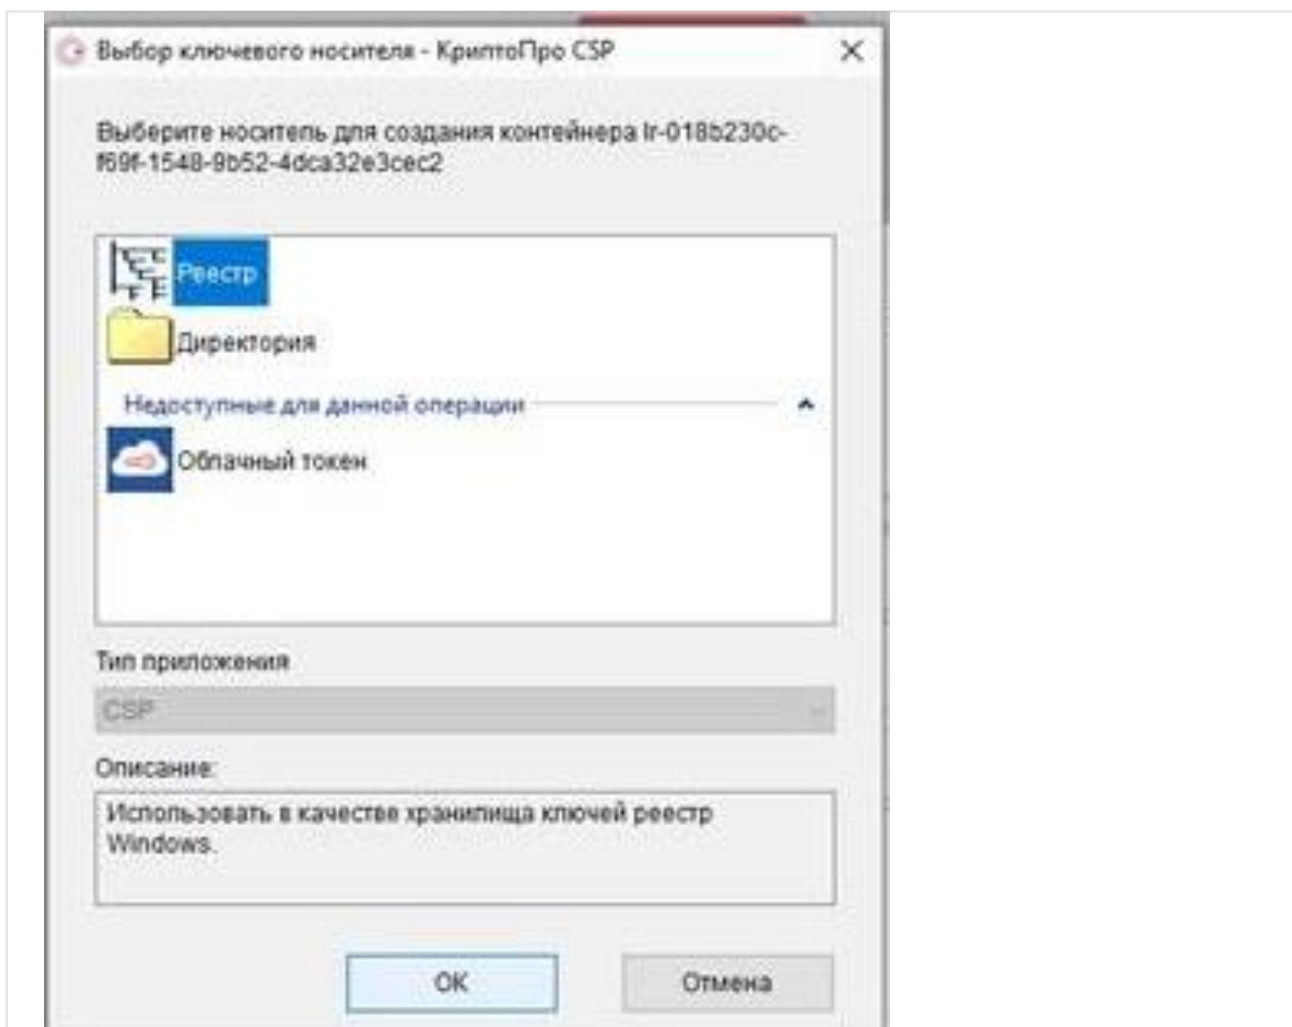 Выбор ключевого носителя - КриптоПро CSP
Выберите носитель для создания контейнера lr-018b230c-
f69f-1548-9b52-4dca32e3cec2
Реестр
Директория
Недоступные для данной операции
Облачный токен
Тип приложения
CSP
Описание:
Использовать в качестве хранилища ключей реестр
Windows.
ОК
Отмена